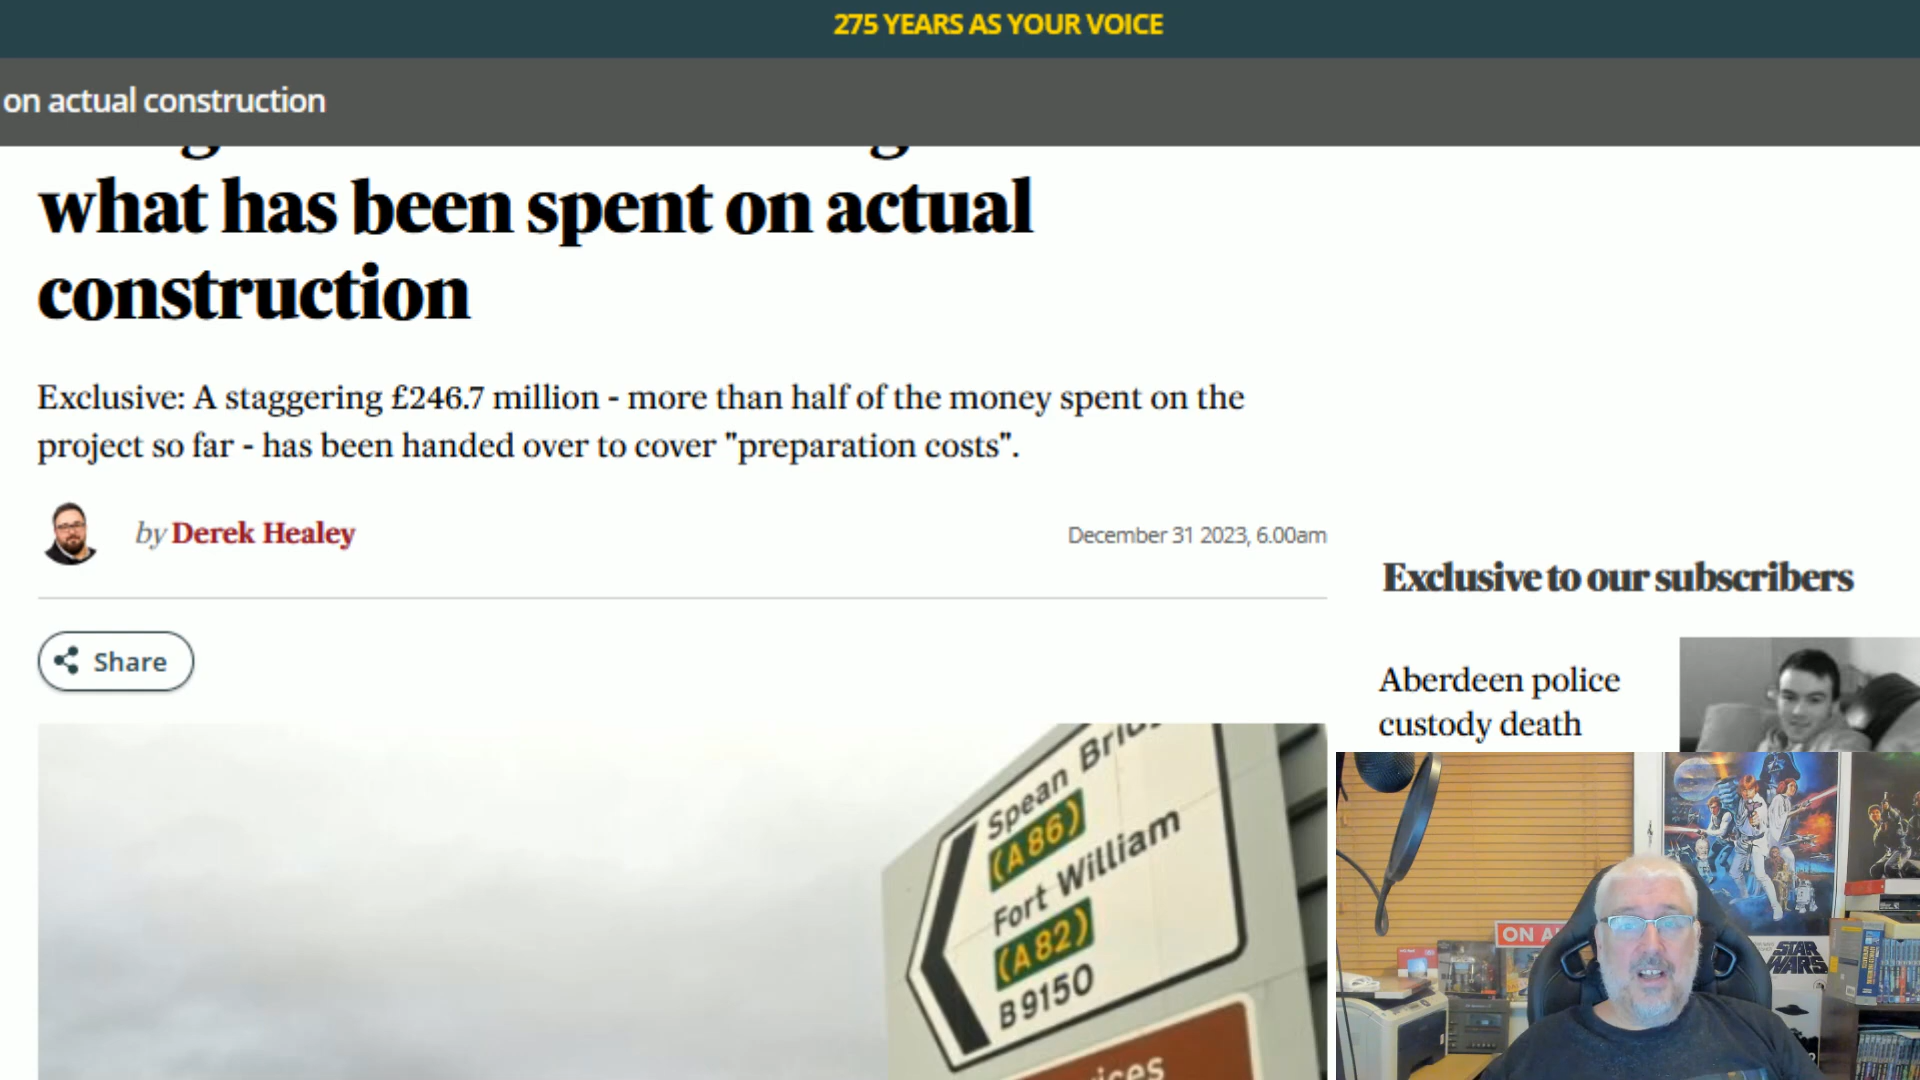 275 YEARS AS YOUR VOICE
on actual construction
what has been spent on actual
construction
Exclusive: A staggering £246.7 million - more than half of the money spent on the
project so far - has been handed over to cover "preparation costs".
by Derek Healey
December 31 2023, 6.00am
Exclusive to our subscribers
Share
Aberdeen police
custody death
Spean
(A86)
Fort William
(A82)
B9150
ON
STAR
WARS